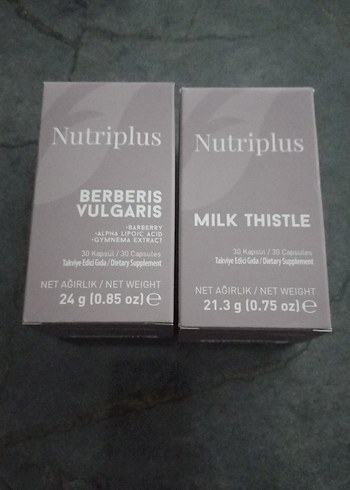 Nutriplus
BERBERIS
VULGARIS
-BARBERRY
-ALPHA LIPOIC ACID
-GYMNEMA EXTRACT
30 Kapsül / 30 Capsules
Takviye Edici Gıda / Dietary Supplement
NET AĞIRLIK / NET WEIGHT
24 g (0.85 oz) ℮
Nutriplus
MILK THISTLE
30 Kapsül / 30 Capsules
Takviye Edici Gıda / Dietary Supplement
NET AĞIRLIK / NET WEIGHT
21.3 g (0.75 oz) ℮